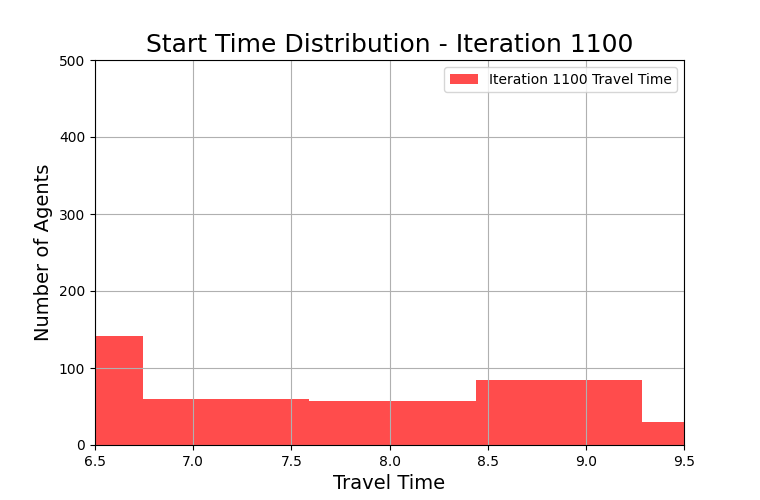 Start Time Distribution - Iteration 1100
Iteration 1100 Travel Time
Number of Agents
500
400
300
200
100
0
6.5 7.0 7.5 8.0 8.5 9.0 9.5
Travel Time